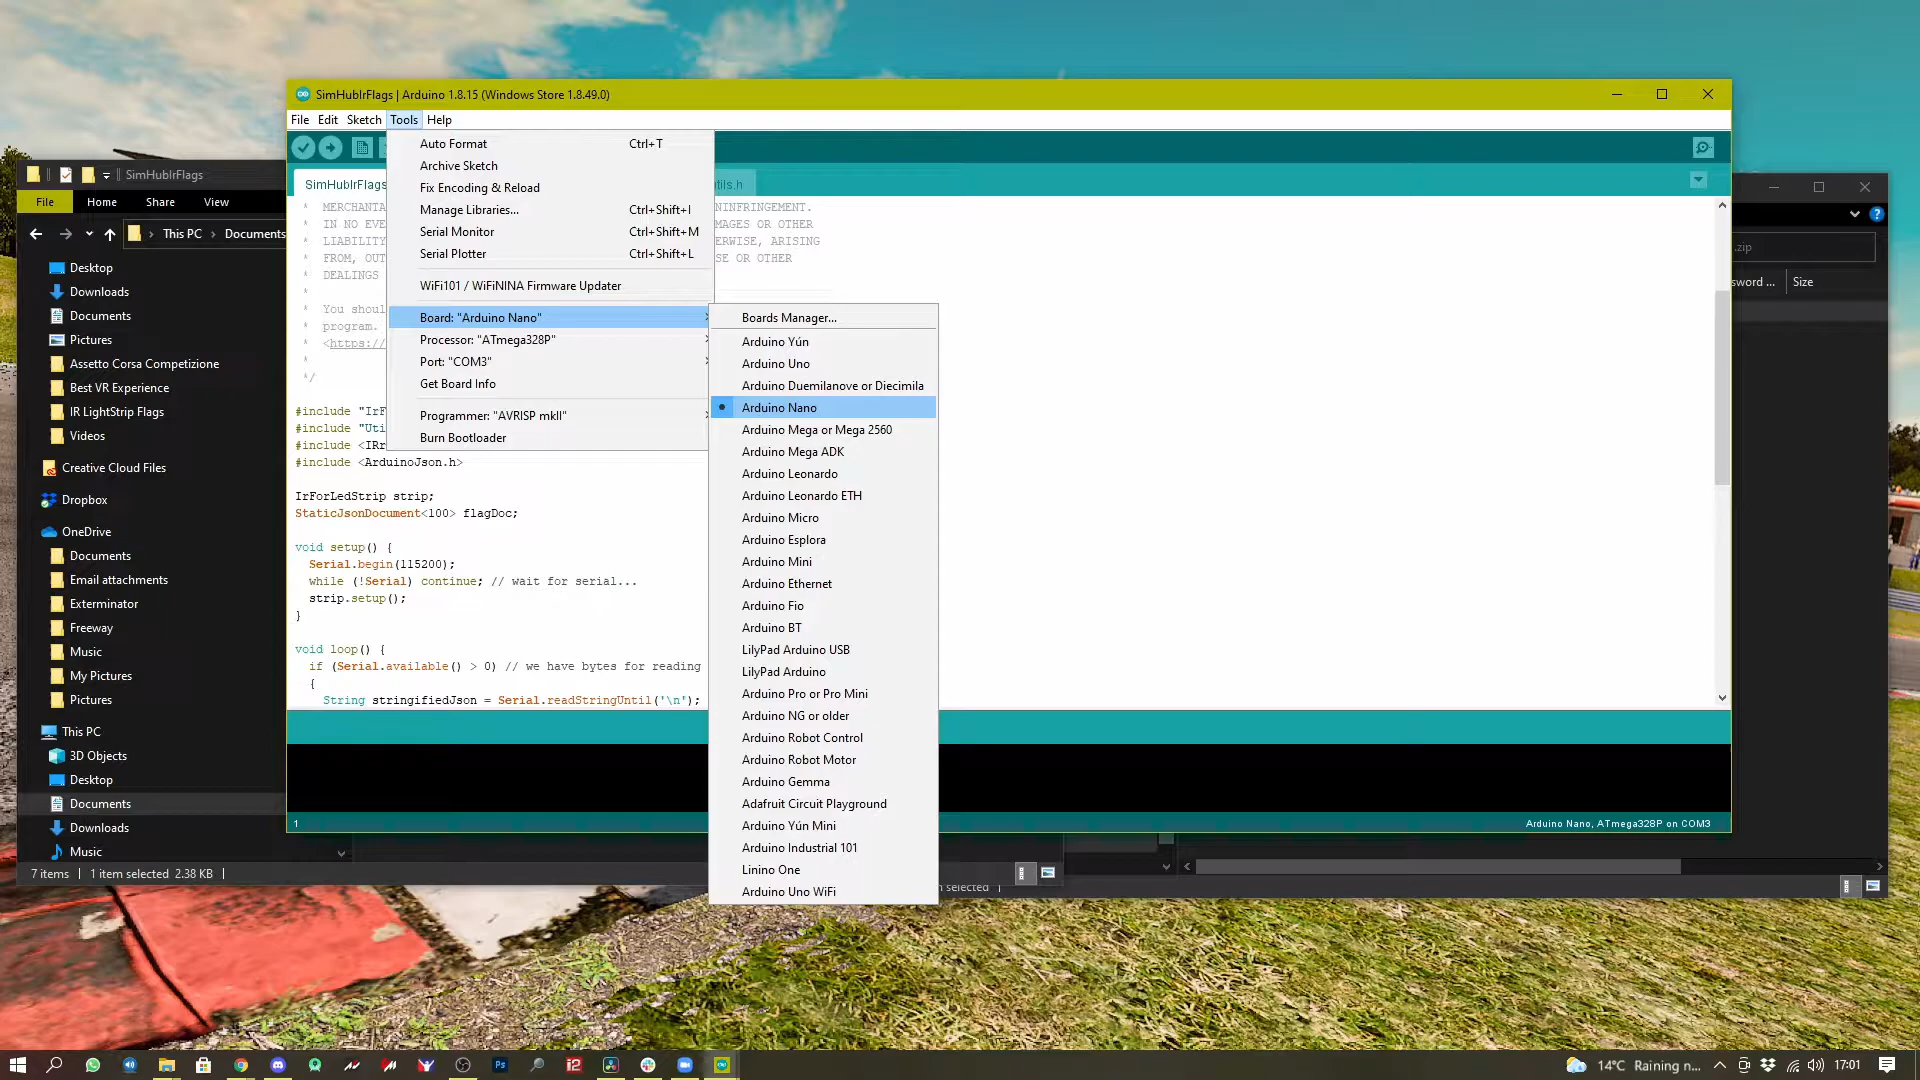 SimHubIrFlags | Arduino 1.8.15 (Windows Store 1.8.49.0)
File Edit Sketch Tools Help
SimHubIrFlags
tils.h
Auto Format Ctrl+T
Archive Sketch
Fix Encoding & Reload
Manage Libraries... Ctrl+Shift+I
Serial Monitor Ctrl+Shift+M
Serial Plotter Ctrl+Shift+L
WiFi101 / WiFiNINA Firmware Updater
Board: "Arduino Nano"
Processor: "ATmega328P"
Port: "COM3"
Get Board Info
Programmer: "AVRISP mkII"
Burn Bootloader
Boards Manager...
Arduino Yún
Arduino Uno
Arduino Duemilanove or Diecimila
Arduino Nano
Arduino Mega or Mega 2560
Arduino Mega ADK
Arduino Leonardo
Arduino Leonardo ETH
Arduino Micro
Arduino Esplora
Arduino Mini
Arduino Ethernet
Arduino Fio
Arduino BT
LilyPad Arduino USB
LilyPad Arduino
Arduino Pro or Pro Mini
Arduino NG or older
Arduino Robot Control
Arduino Robot Motor
Arduino Gemma
Adafruit Circuit Playground
Arduino Yún Mini
Arduino Industrial 101
Linino One
Arduino Uno WiFi
* MERCHANTA NINFRINGEMENT.
* IN NO EVE MAGES OR OTHER
* LIABILITY ERWISE, ARISING
* FROM, OUT SE OR OTHER
* DEALINGS
*
* You shoul
* program.
* <https://
*
*/
#include "IrF
#include "Uti
#include <IRr
#include <ArduinoJson.h>
IrForLedStrip strip;
StaticJsonDocument<100> flagDoc;
void setup() {
Serial.begin(115200);
while (!Serial) continue; // wait for serial...
strip.setup();
}
void loop() {
if (Serial.available() > 0) // we have bytes for reading
{
String stringifiedJson = Serial.readStringUntil('\n');
1
Arduino Nano, ATmega328P on COM3
SimHubIrFlags
File Home Share View
This PC > Documents
Desktop
Downloads
Documents
Pictures
Assetto Corsa Competizione
Best VR Experience
IR LightStrip Flags
Videos
Creative Cloud Files
Dropbox
OneDrive
Documents
Email attachments
Exterminator
Freeway
Music
My Pictures
Pictures
This PC
3D Objects
Desktop
Documents
Downloads
Music
7 items 1 item selected 2.38 KB
.zip
sword ... Size
m selected
14°C Raining n... 17:01